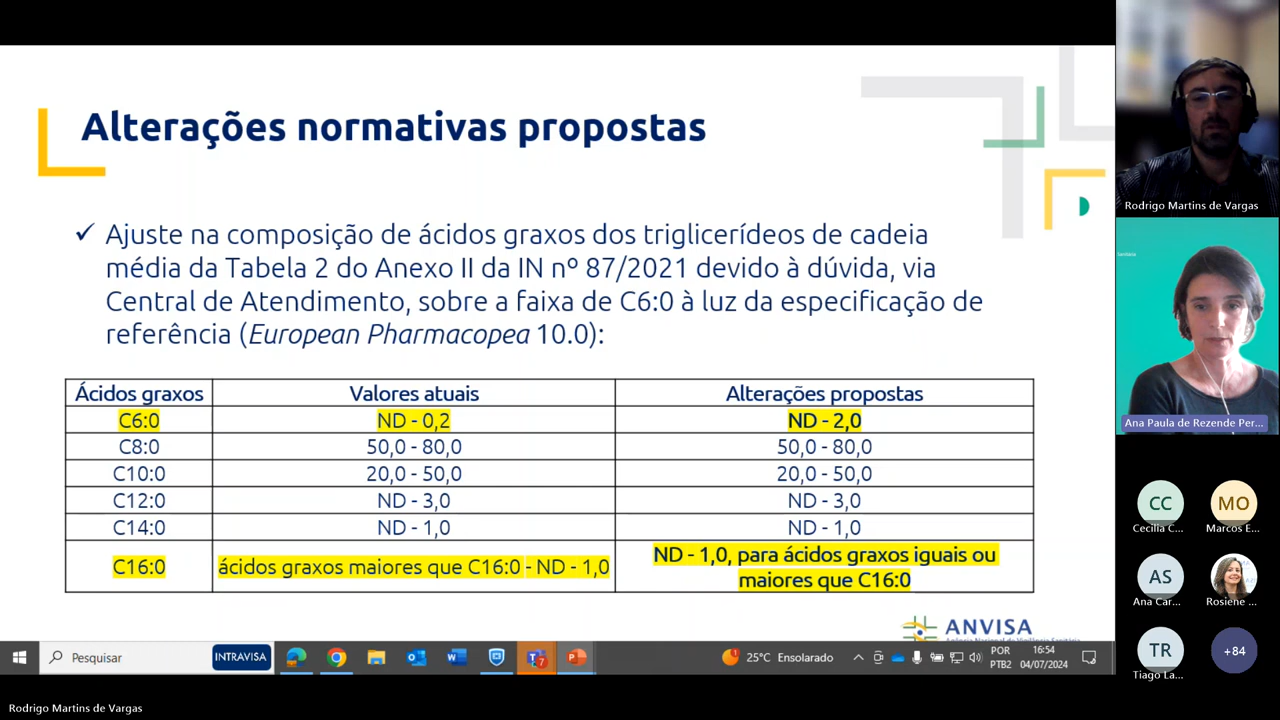 Alterações normativas propostas
Ajuste na composição de ácidos graxos dos triglicerídeos de cadeia
média da Tabela 2 do Anexo II da IN nº 87/2021 devido à dúvida, via
Central de Atendimento, sobre a faixa de C6:0 à luz da especificação de
referência (European Pharmacopea 10.0):
Ácidos graxos Valores atuais Alterações propostas
C6:0 ND - 0,2 ND - 2,0
C8:0 50,0 - 80,0 50,0 - 80,0
C10:0 20,0 - 50,0 20,0 - 50,0
C12:0 ND - 3,0 ND - 3,0
C14:0 ND - 1,0 ND - 1,0
C16:0 ácidos graxos maiores que C16:0 - ND - 1,0 ND - 1,0, para ácidos graxos iguais ou
maiores que C16:0
ANVISA
Agência Nacional de Vigilância Sanitária
Pesquisar
INTRAVISA
7
1
25°C Ensolarado
POR
PTB2
16:54
04/07/2024
Rodrigo Martins de Vargas
Ana Paula de Rezende Per...
CC
Cecilia C...
MO
Marcos E...
AS
Ana Car...
Rosiene ...
TR
Tiago La...
+84
Rodrigo Martins de Vargas